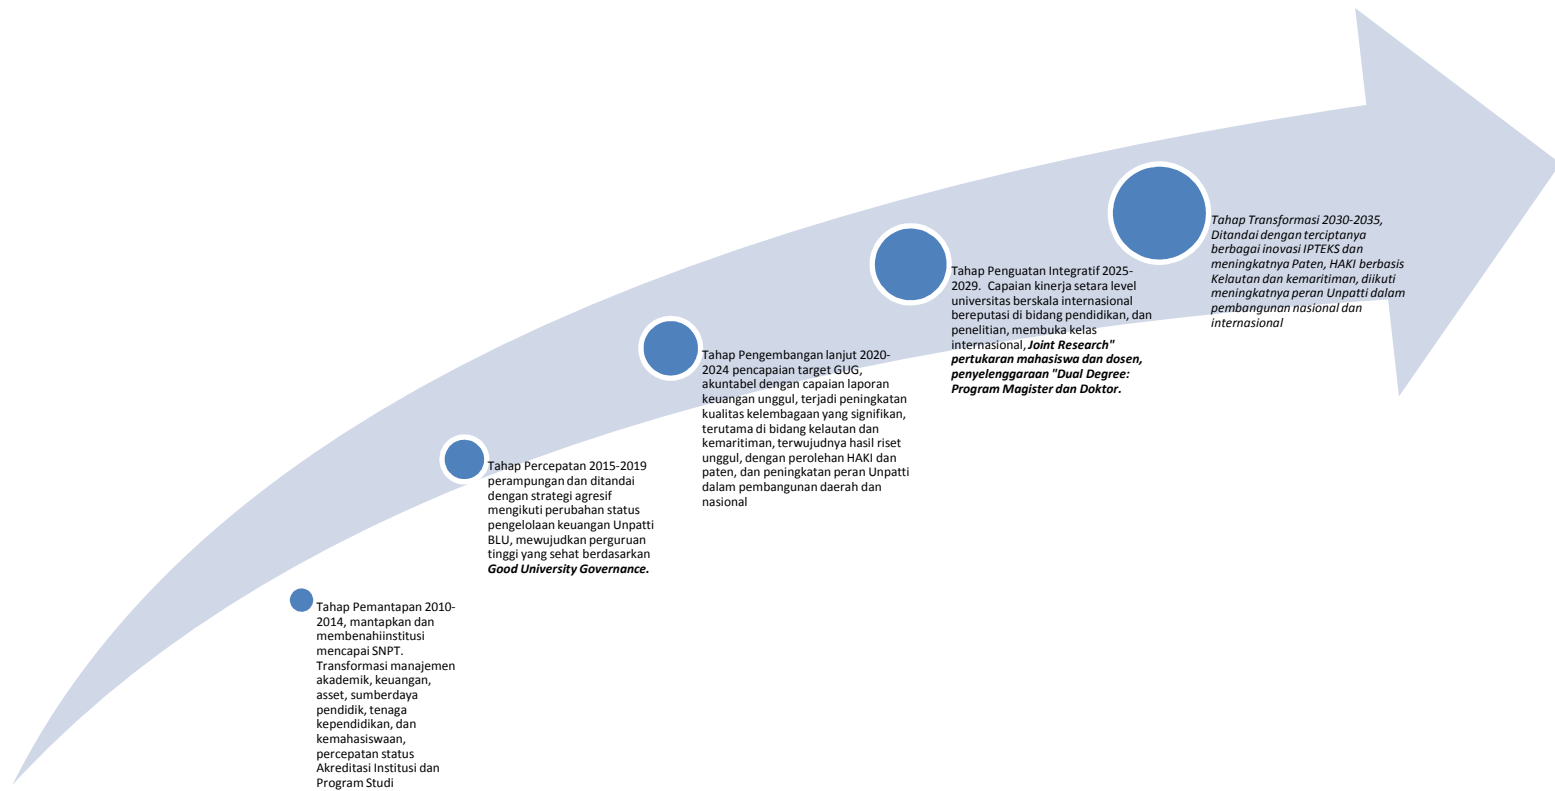 Tahap Pemantapan 2010-
2014, mantapkan dan
membenahiinstitusi
mencapai SNPT.
Transformasi manajemen
akademik, keuangan,
asset, sumberdaya
pendidik, tenaga
kependidikan, dan
kemahasiswaan,
percepatan status
Akreditasi Institusi dan
Program Studi
Tahap Percepatan 2015-2019
perampungan dan ditandai
dengan strategi agresif
mengikuti perubahan status
pengelolaan keuangan Unpatti
BLU, mewujudkan perguruan
tinggi yang sehat berdasarkan
Good University Governance.
Tahap Pengembangan lanjut 2020-
2024 pencapaian target GUG,
akuntabel dengan capaian laporan
keuangan unggul, terjadi peningkatan
kualitas kelembagaan yang signifikan,
terutama di bidang kelautan dan
kemaritiman, terwujudnya hasil riset
unggul, dengan perolehan HAKI dan
paten, dan peningkatan peran Unpatti
dalam pembangunan daerah dan
nasional
Tahap Penguatan Integratif 2025-
2029.  Capaian kinerja setara level
universitas berskala internasional
bereputasi di bidang pendidikan, dan
penelitian, membuka kelas
internasional, Joint Research"
pertukaran mahasiswa dan dosen,
penyelenggaraan "Dual Degree:
Program Magister dan Doktor.
Tahap Transformasi 2030-2035,
Ditandai dengan terciptanya
berbagai inovasi IPTEKS dan
meningkatnya Paten, HAKI berbasis
Kelautan dan kemaritiman, diikuti
meningkatnya peran Unpatti dalam
pembangunan nasional dan
internasional